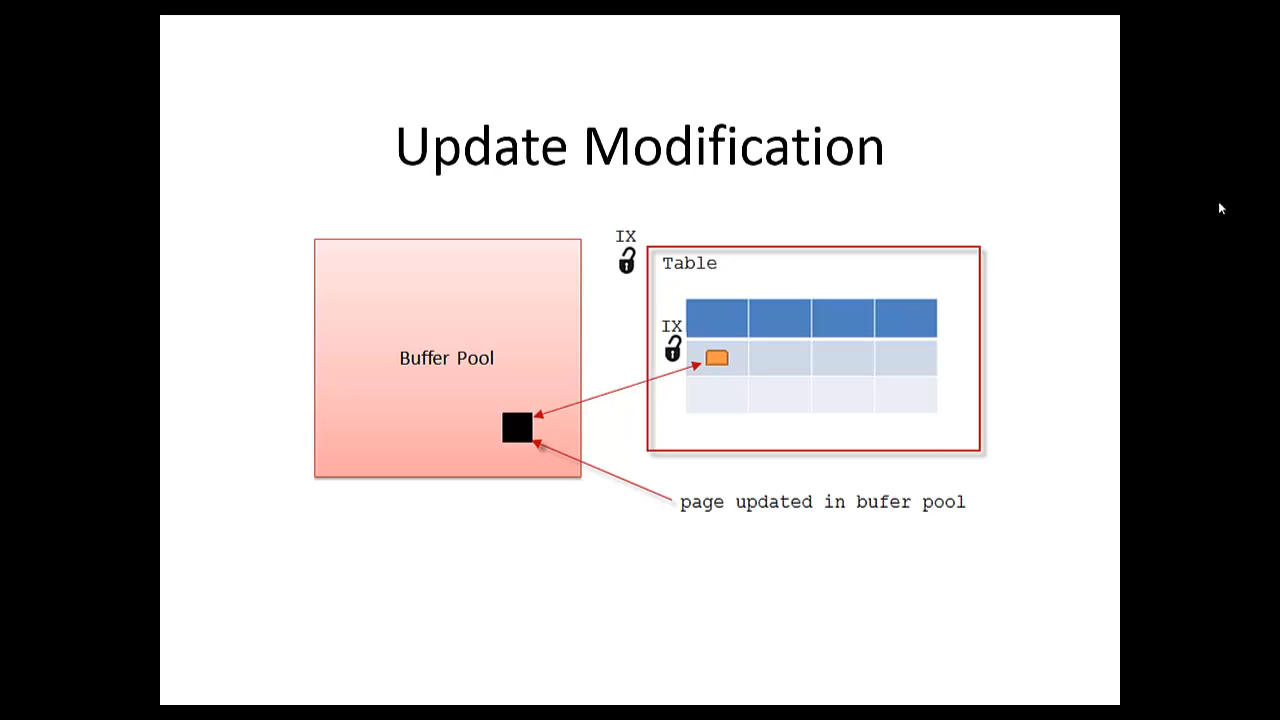 Update Modification
IX
Table
IX
Buffer Pool
page updated in bufer pool